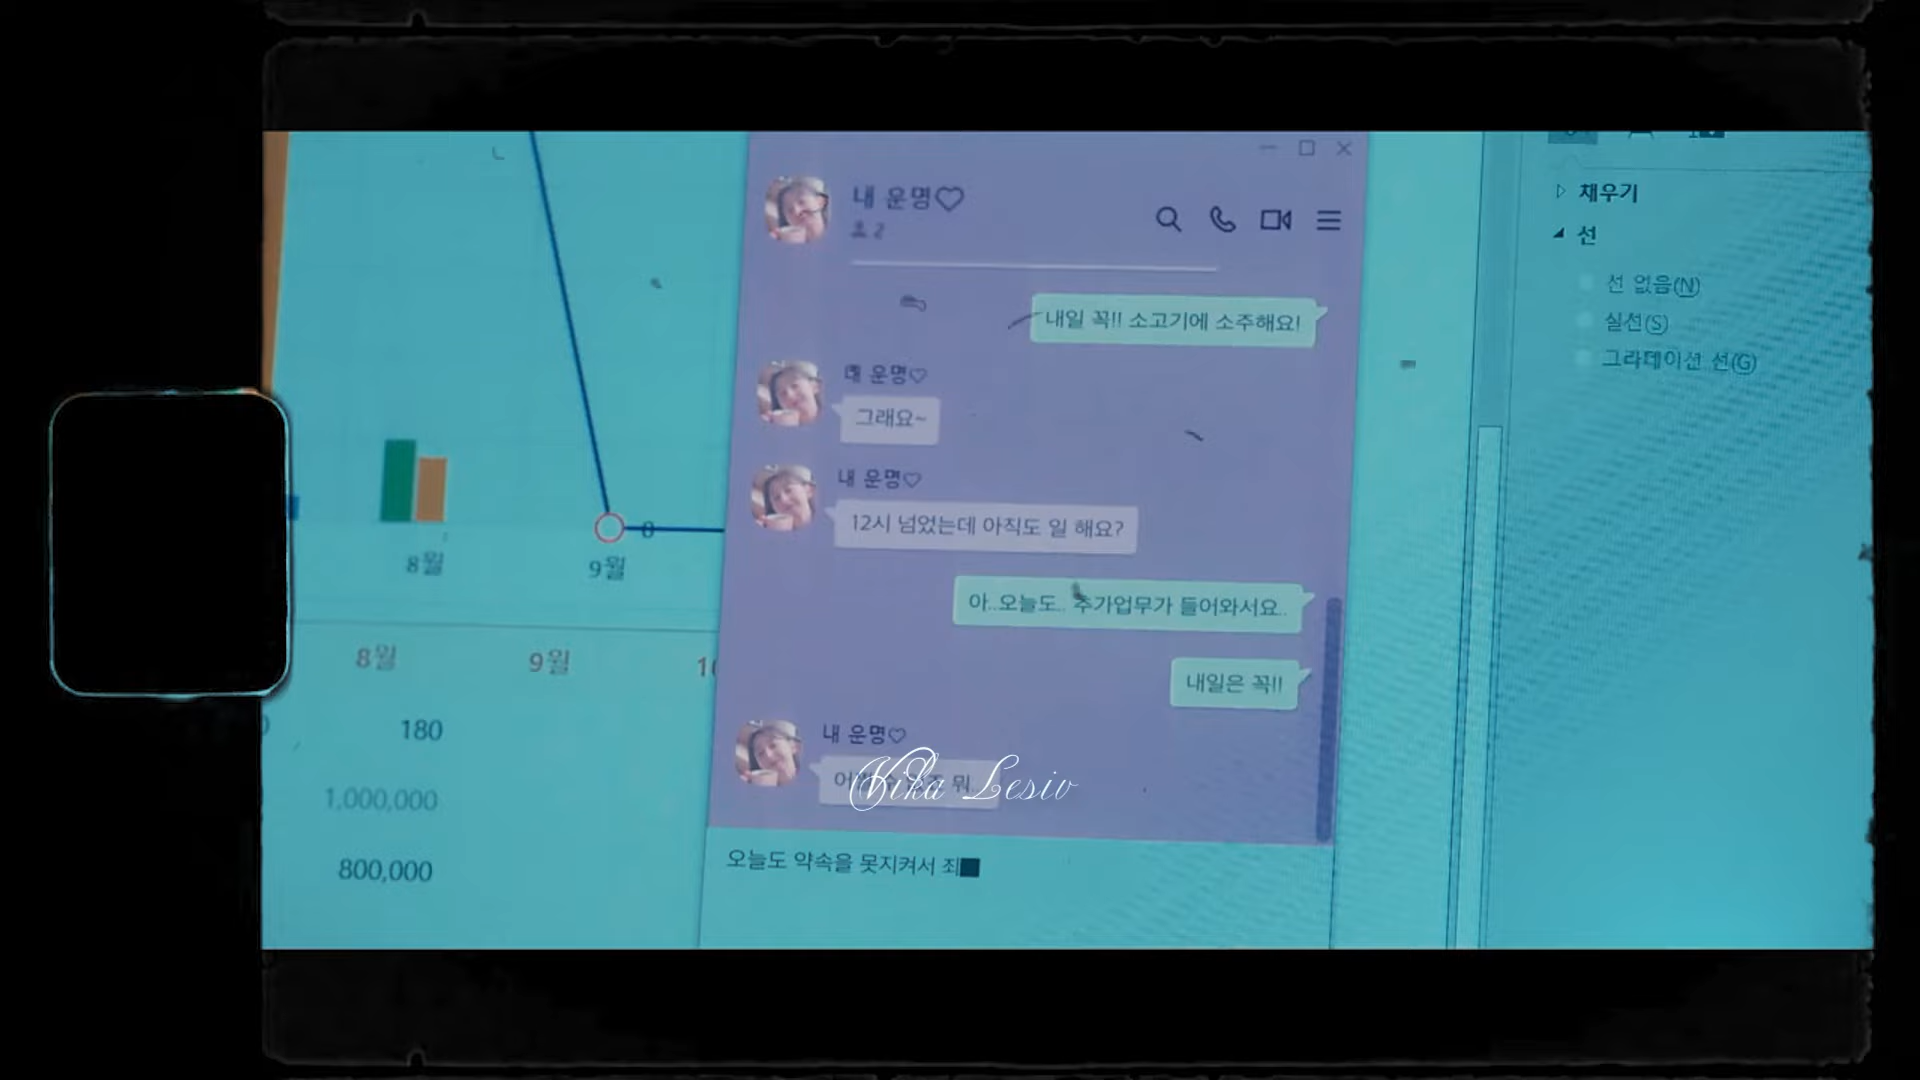 내 운명♡
2
내일 꼭!! 소고기에 소주해요!
내 운명♡
그래요~
내 운명♡
12시 넘었는데 아직도 일 해요?
아..오늘도.. 추가업무가 들어와서요..
내일은 꼭!!
내 운명♡
뭐..
Vika Lesiv
오늘도 약속을 못지켜서 죄
0
8월
9월
8월
9월
180
1,000,000
800,000
채우기
선
선 없음(N)
실선(S)
그라데이션 선(G)